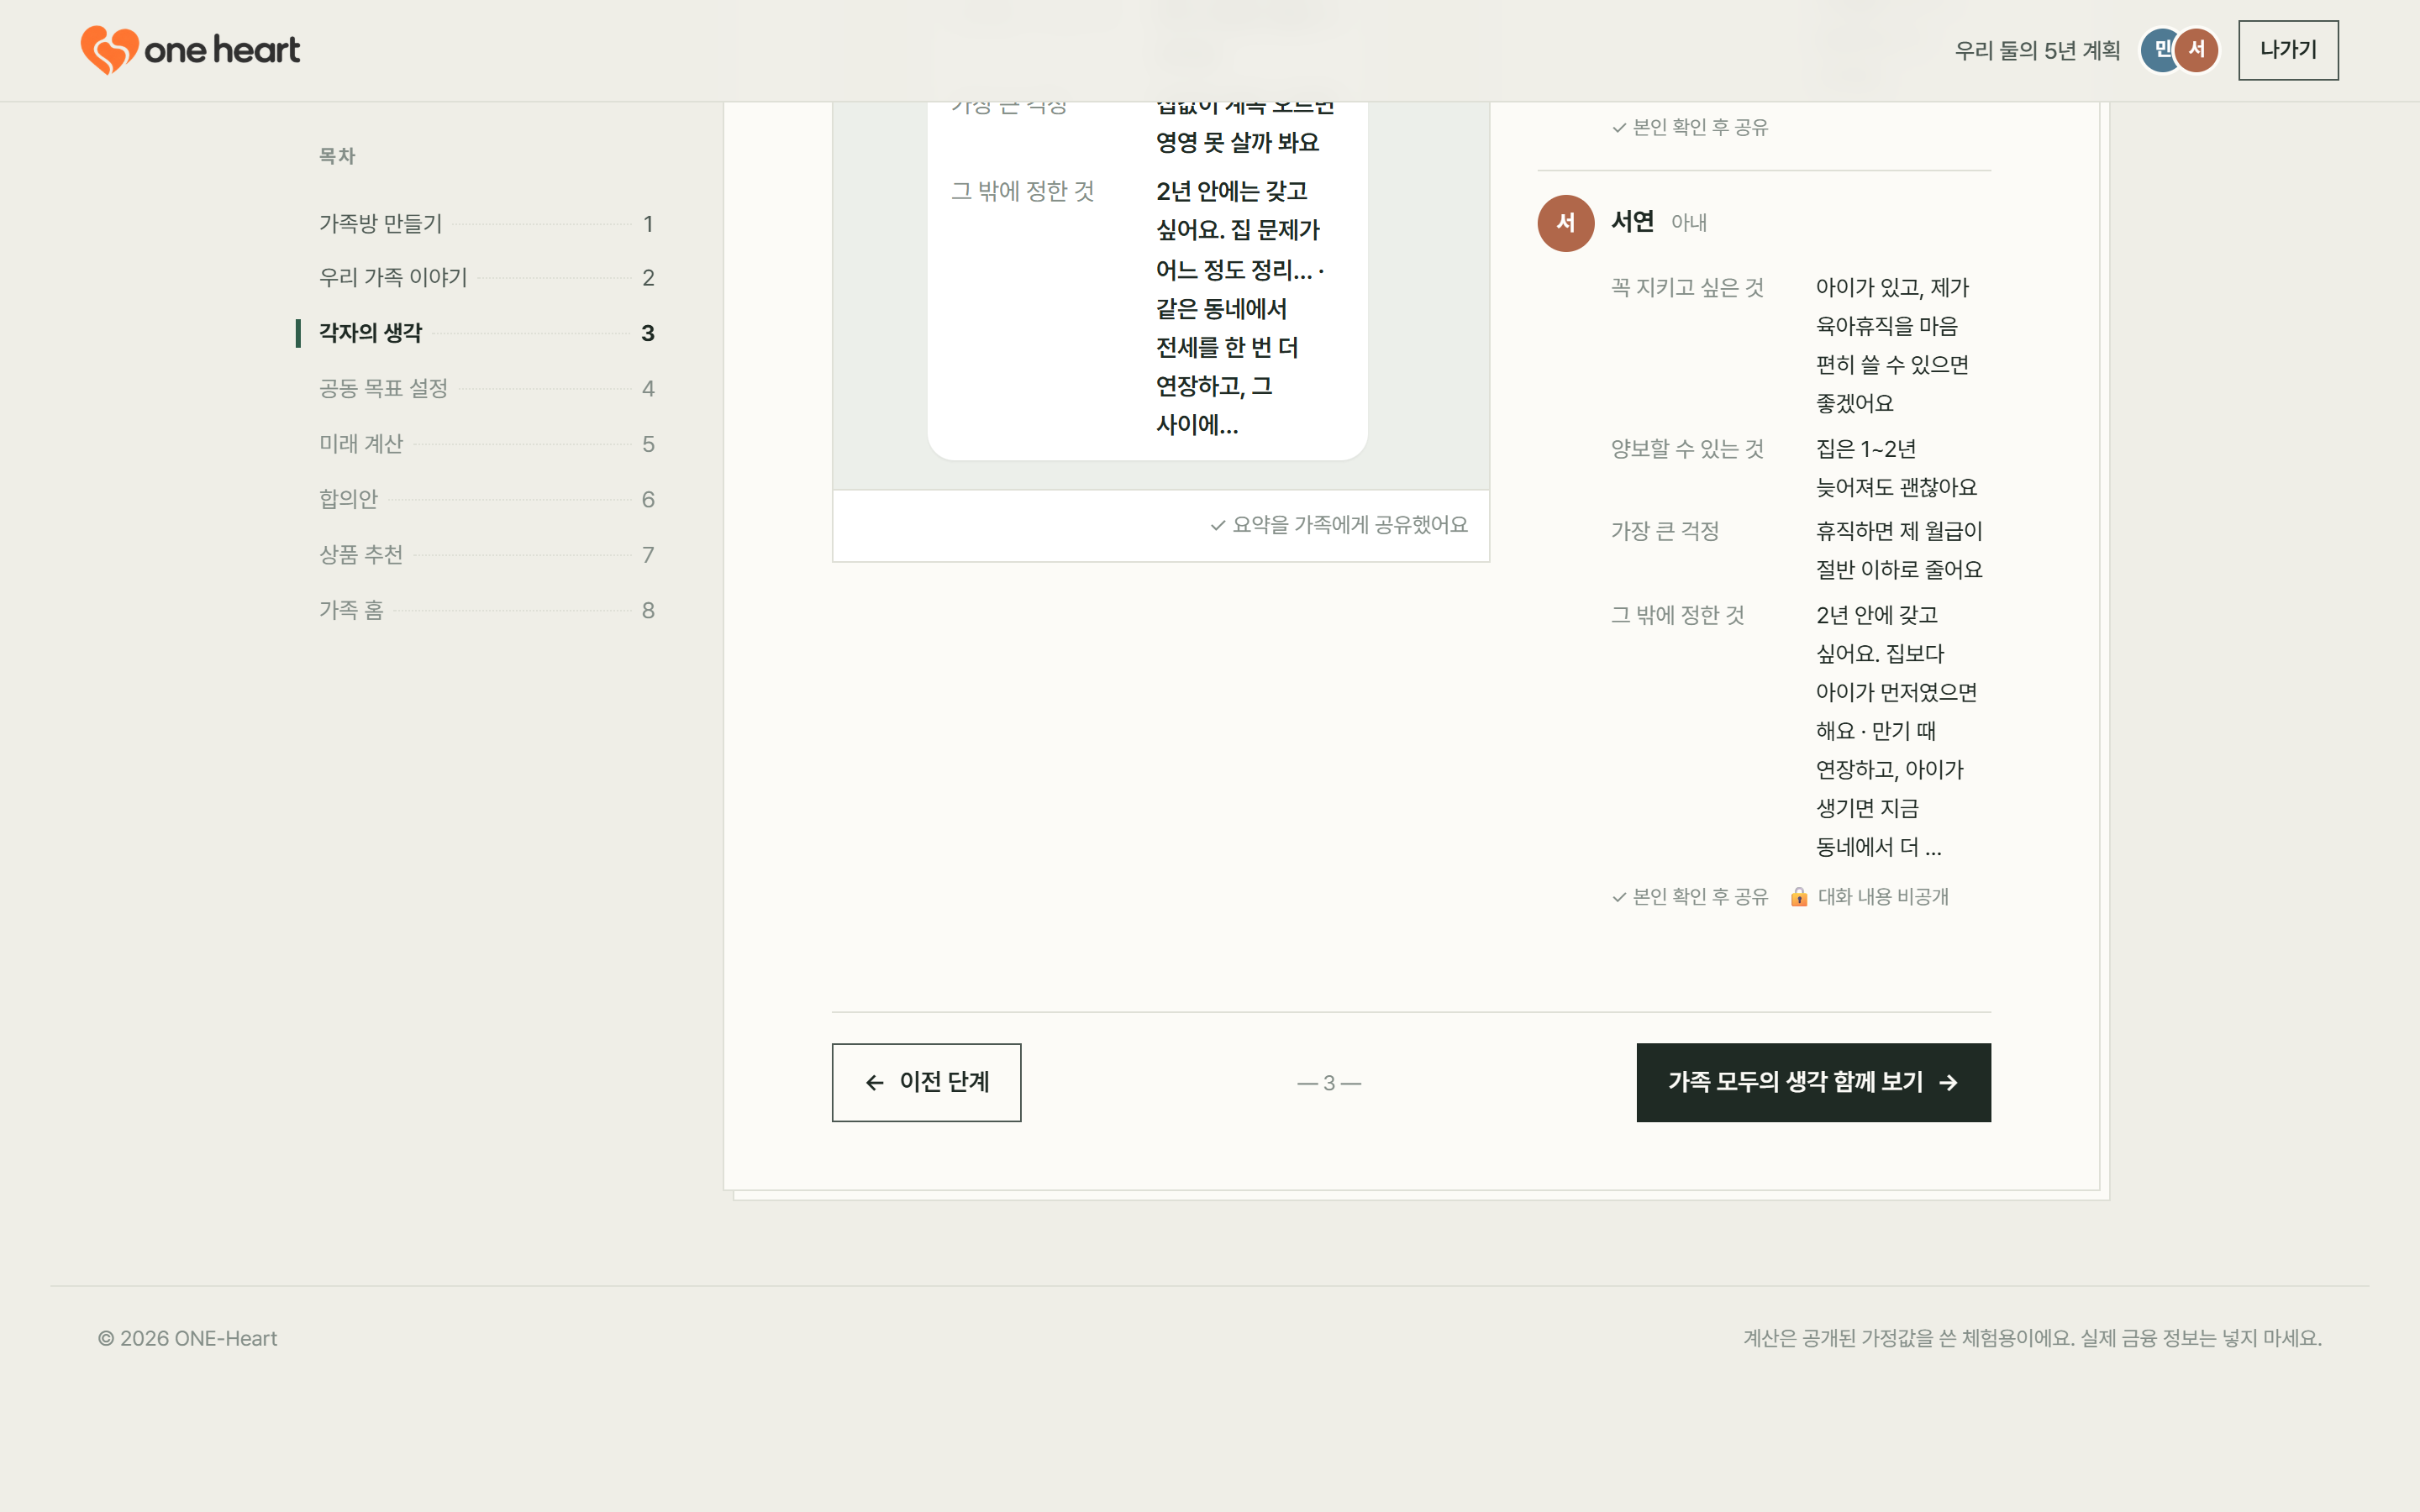 one heart
우리 둘의 5년 계획
민
서
나가기
목차
가족방 만들기 1
우리 가족 이야기 2
각자의 생각 3
공동 목표 설정 4
미래 계산 5
합의안 6
상품 추천 7
가족 홈 8
가장 큰 걱정
집값이 계속 오르면
영영 못 살까 봐요
그 밖에 정한 것
2년 안에는 갖고
싶어요. 집 문제가
어느 정도 정리... ·
같은 동네에서
전세를 한 번 더
연장하고, 그
사이에...
✓ 요약을 가족에게 공유했어요
✓ 본인 확인 후 공유
서
서연 아내
꼭 지키고 싶은 것
아이가 있고, 제가
육아휴직을 마음
편히 쓸 수 있으면
좋겠어요
양보할 수 있는 것
집은 1~2년
늦어져도 괜찮아요
가장 큰 걱정
휴직하면 제 월급이
절반 이하로 줄어요
그 밖에 정한 것
2년 안에 갖고
싶어요. 집보다
아이가 먼저였으면
해요 · 만기 때
연장하고, 아이가
생기면 지금
동네에서 더 ...
✓ 본인 확인 후 공유 🔒 대화 내용 비공개
← 이전 단계
— 3 —
가족 모두의 생각 함께 보기 →
© 2026 ONE-Heart
계산은 공개된 가정값을 쓴 체험용이에요. 실제 금융 정보는 넣지 마세요.